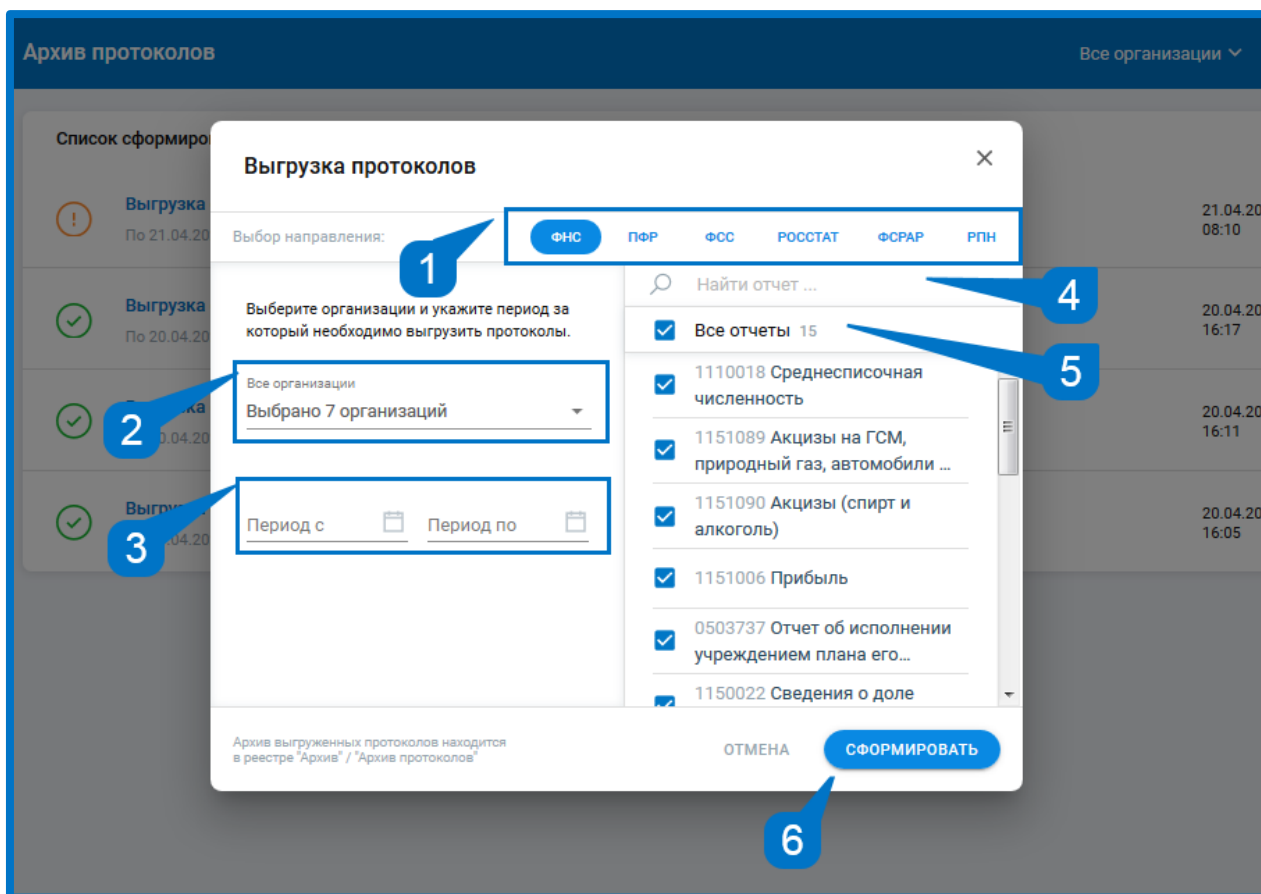 Архив протоколов
Все организации
Список сформиро
Выгрузка протоколов
Выгрузка
По 21.04.20
21.04.20
08:10
Выбор направления:
ФНС ПФР ФСС РОССТАТ ФСРАР РПН
1
Найти отчет ...
4
Выберите организации и укажите период за
который необходимо выгрузить протоколы.
Все отчеты 15
5
Выгрузка
По 20.04.20
20.04.20
16:17
1110018 Среднесписочная
численность
Все организации
Выбрано 7 организаций
2
ка
0.04.20
20.04.20
16:11
1151089 Акцизы на ГСМ,
природный газ, автомобили ...
1151090 Акцизы (спирт и
алкоголь)
Период с
Период по
3
Выгру
.04.20
20.04.20
16:05
1151006 Прибыль
0503737 Отчет об исполнении
учреждением плана его...
1150022 Сведения о доле
Архив выгруженных протоколов находится
в реестре "Архив" / "Архив протоколов"
ОТМЕНА
СФОРМИРОВАТЬ
6